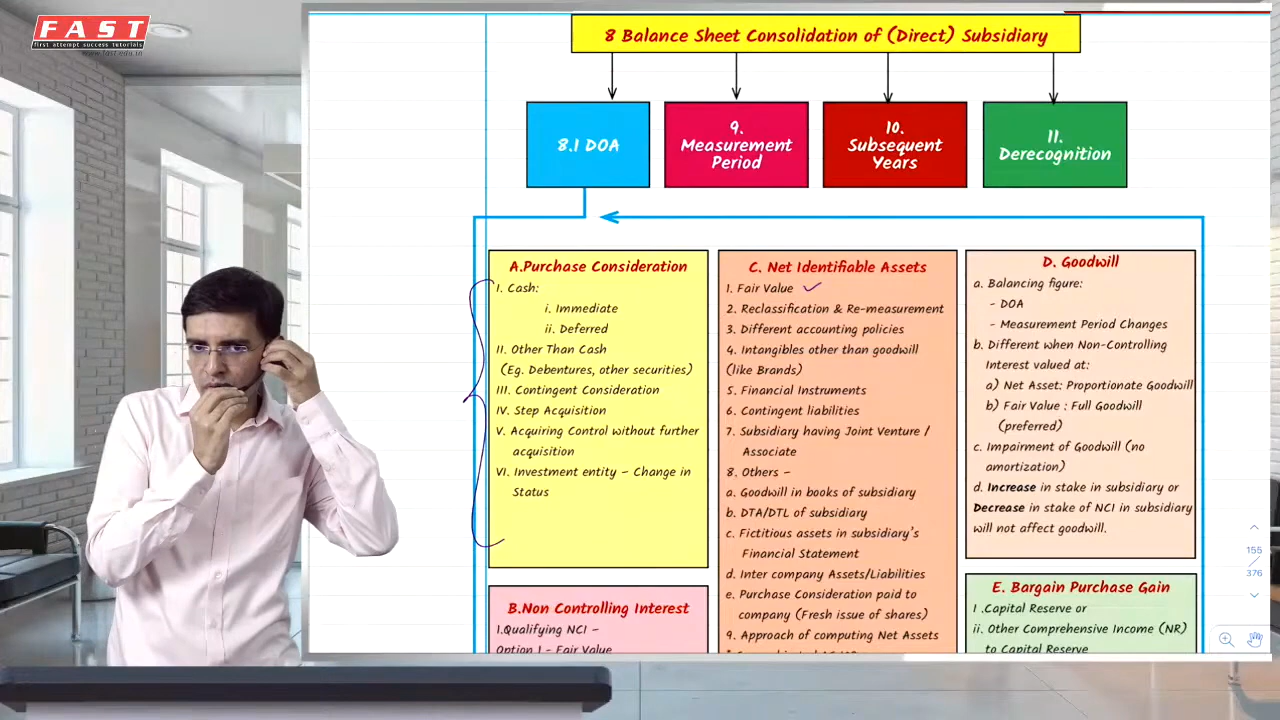 FAST
first attempt success tutorials
www.fast.edu.in
8 Balance Sheet Consolidation of (Direct) Subsidiary
8.1 DOA
9.
Measurement
Period
10.
Subsequent
Years
11.
Derecognition
A.Purchase Consideration
I. Cash:
i. Immediate
ii. Deferred
II. Other Than Cash
(Eg. Debentures, other securities)
III. Contingent Consideration
IV. Step Acquisition
V. Acquiring Control without further
acquisition
VI. Investment entity – Change in
Status
B.Non Controlling Interest
1.Qualifying NCI –
Option 1 - Fair Value
C. Net Identifiable Assets
1. Fair Value
2. Reclassification & Re-measurement
3. Different accounting policies
4. Intangibles other than goodwill
(like Brands)
5. Financial Instruments
6. Contingent liabilities
7. Subsidiary having Joint Venture /
Associate
8. Others –
a. Goodwill in books of subsidiary
b. DTA/DTL of subsidiary
c. Fictitious assets in subsidiary's
Financial Statement
d. Inter company Assets/Liabilities
e. Purchase Consideration paid to
company (Fresh issue of shares)
9. Approach of computing Net Assets
D. Goodwill
a. Balancing figure:
- DOA
- Measurement Period Changes
b. Different when Non-Controlling
Interest valued at:
a) Net Asset: Proportionate Goodwill
b) Fair Value : Full Goodwill
(preferred)
c. Impairment of Goodwill (no
amortization)
d. Increase in stake in subsidiary or
Decrease in stake of NCI in subsidiary
will not affect goodwill.
E. Bargain Purchase Gain
I .Capital Reserve or
ii. Other Comprehensive Income (NR)
to Capital Reserve
155
376